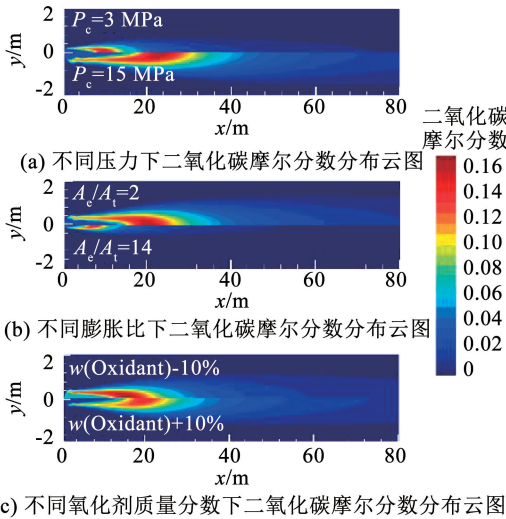 2
0
-2
y/m
P_c=3 MPa
P_c=15 MPa
0 20 40 60 80
x/m
(a) 不同压力下二氧化碳摩尔分数分布云图
2
0
-2
y/m
A_e/A_t=2
A_e/A_t=14
0 20 40 60 80
x/m
(b) 不同膨胀比下二氧化碳摩尔分数分布云图
2
0
-2
y/m
w(Oxidant)-10%
w(Oxidant)+10%
0 20 40 60 80
x/m
c) 不同氧化剂质量分数下二氧化碳摩尔分数分布云图
二氧化碳
摩尔分数
0.16
0.14
0.12
0.10
0.08
0.06
0.04
0.02
0